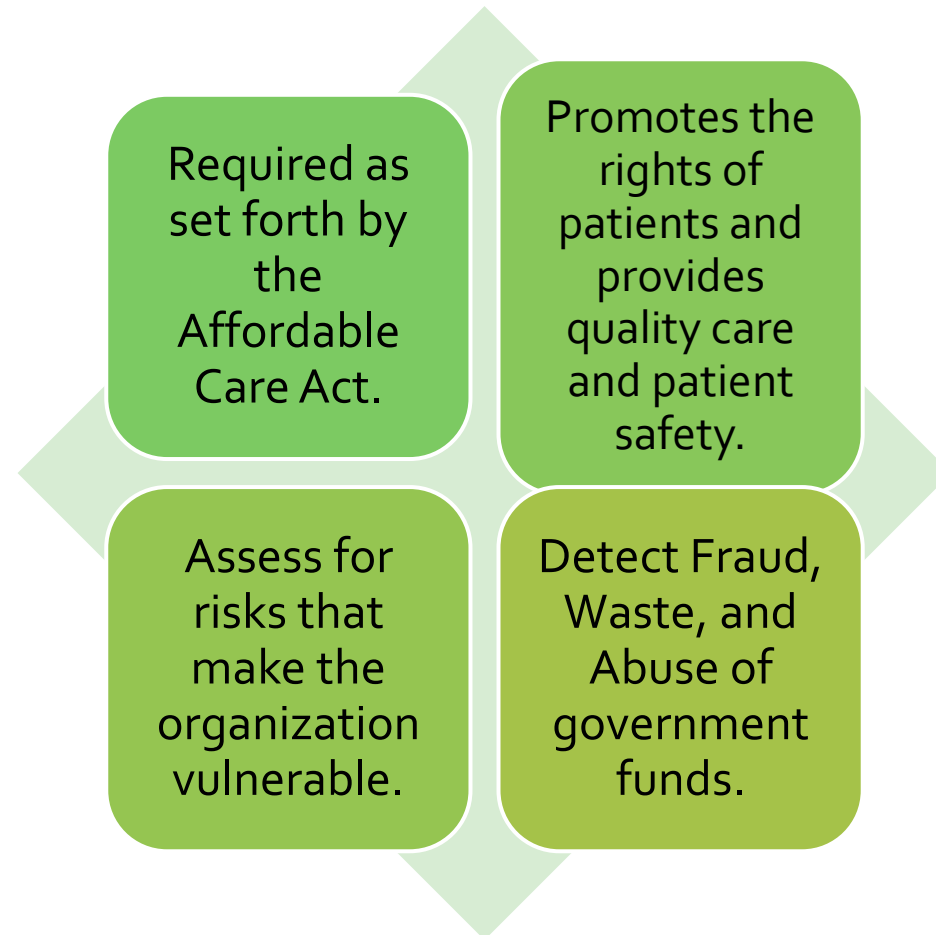 Required as
set forth by
the
Affordable
Care Act.
Promotes the
rights of
patients and
provides
quality care
and patient
safety.
Assess for
risks that
make the
organization
vulnerable.
Detect Fraud,
Waste, and
Abuse of
government
funds.